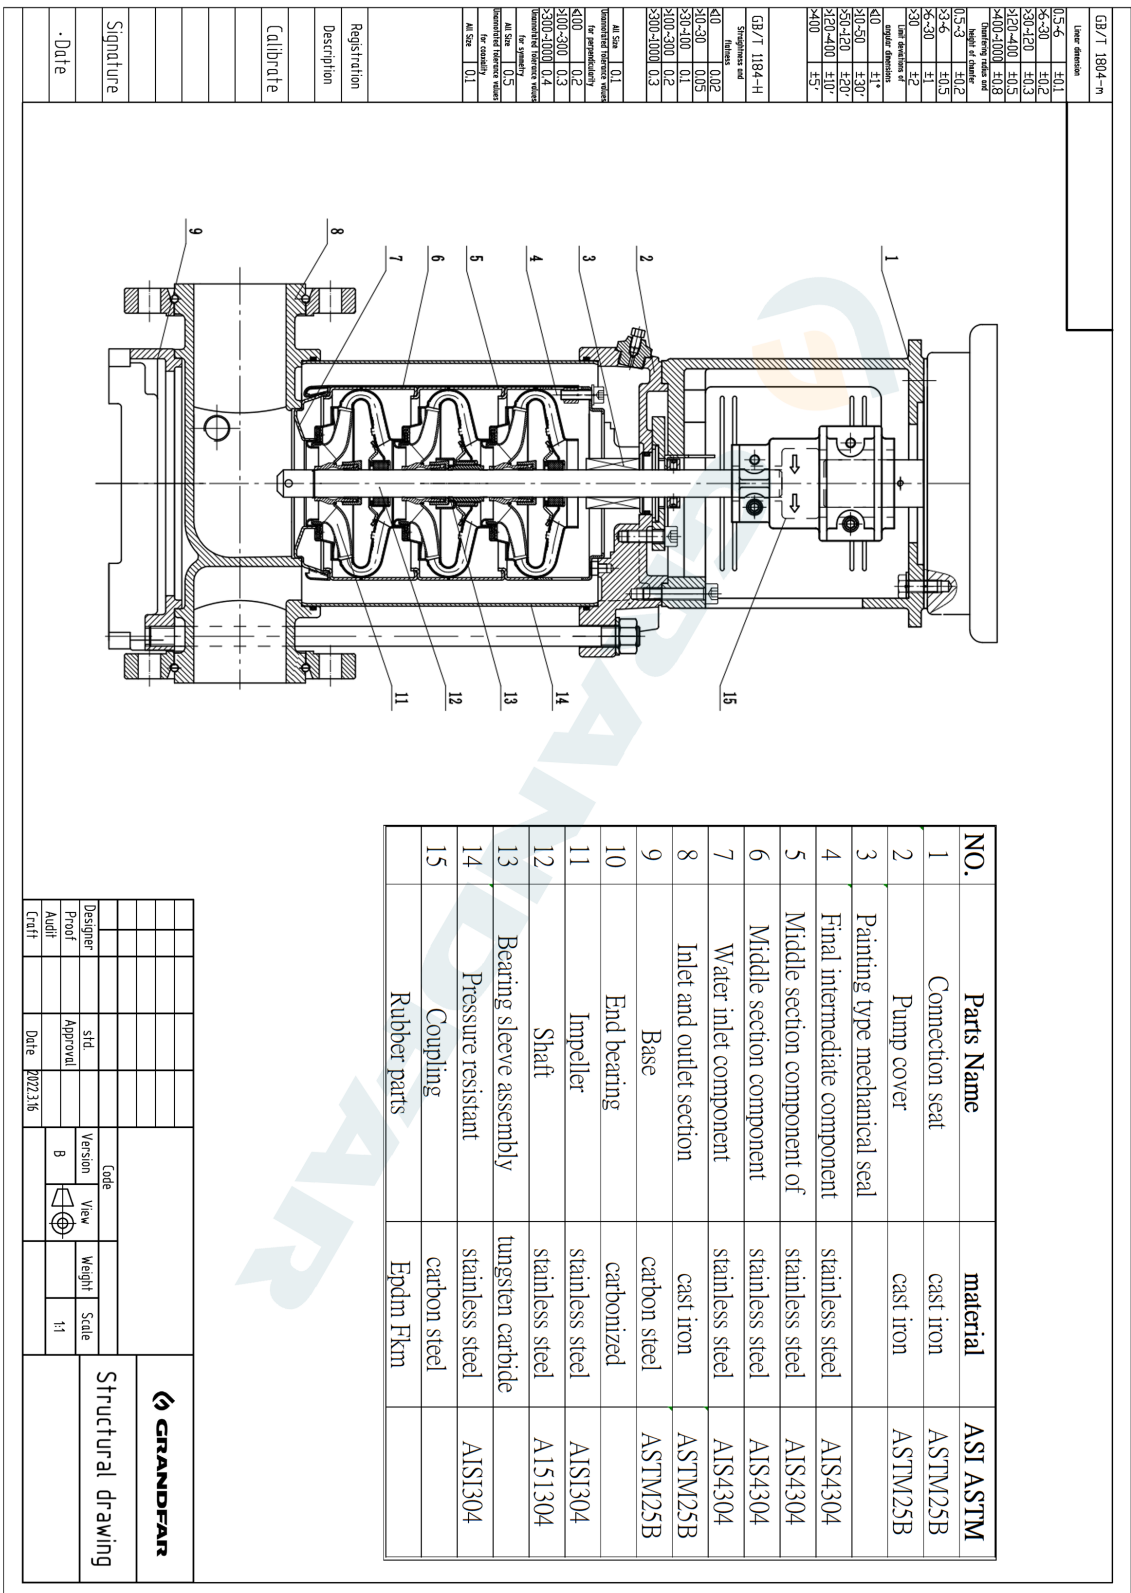 GB/T 1804-m
Linear dimension
0.5~6 ±0.1
>6~30 ±0.2
>30~120 ±0.3
>120~400 ±0.5
>400~1000 ±0.8
Chamfering radius and
height of chamfer
0.5~3 ±0.2
>3~6 ±0.5
>6~30 ±1
>30 ±2
Limit deviations of
angular dimensions
≤10 ±1°
>10~50 ±30′
>50~120 ±20′
>120~400 ±10′
>400 ±5′
GB/T 1184-H
Straightness and
flatness
≤10 0.02
>10~30 0.05
>30~100 0.1
>100~300 0.2
>300~1000 0.3
All Size 0.1
Unannotated tolerance values
for perpendicularity
≤100 0.2
>100~300 0.3
>300~1000 0.4
Unannotated tolerance values
for symmetry
All Size 0.5
Unannotated tolerance values
for coaxiality
All Size 0.1
Registration
Description
Calibrate
Signature
·Date
1
2
3
4
5
6
7
8
9
11
12
13
14
15
GRANDFAR
NO. Parts Name material ASI ASTM
1 Connection seat cast iron ASTM25B
2 Pump cover cast iron ASTM25B
3 Painting type mechanical seal
4 Final intermediate component stainless steel AIS4304
5 Middle section component of stainless steel AIS4304
6 Middle section component stainless steel AIS4304
7 Water inlet component stainless steel AIS4304
8 Inlet and outlet section cast iron ASTM25B
9 Base carbon steel ASTM25B
10 End bearing carbonized
11 Impeller stainless steel AISI304
12 Shaft stainless steel A151304
13 Bearing sleeve assembly tungsten carbide
14 Pressure resistant stainless steel AISI304
15 Coupling carbon steel
Rubber parts Epdm Fkm
Designer std.
Proof Approval
Audit
Craft Date 2022.3.16
Code
Version View Weight Scale
B 1:1
GRANDFAR
Structural drawing